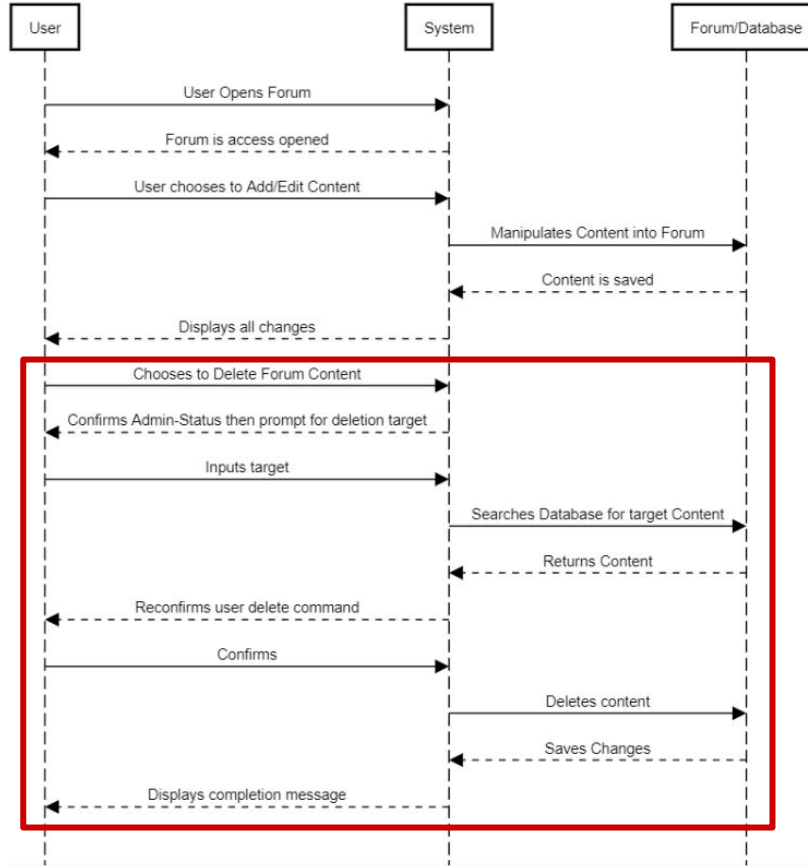 User
System
Forum/Database
User Opens Forum
Forum is access opened
User chooses to Add/Edit Content
Manipulates Content into Forum
Content is saved
Displays all changes
Chooses to Delete Forum Content
Confirms Admin-Status then prompt for deletion target
Inputs target
Searches Database for target Content
Returns Content
Reconfirms user delete command
Confirms
Deletes content
Saves Changes
Displays completion message